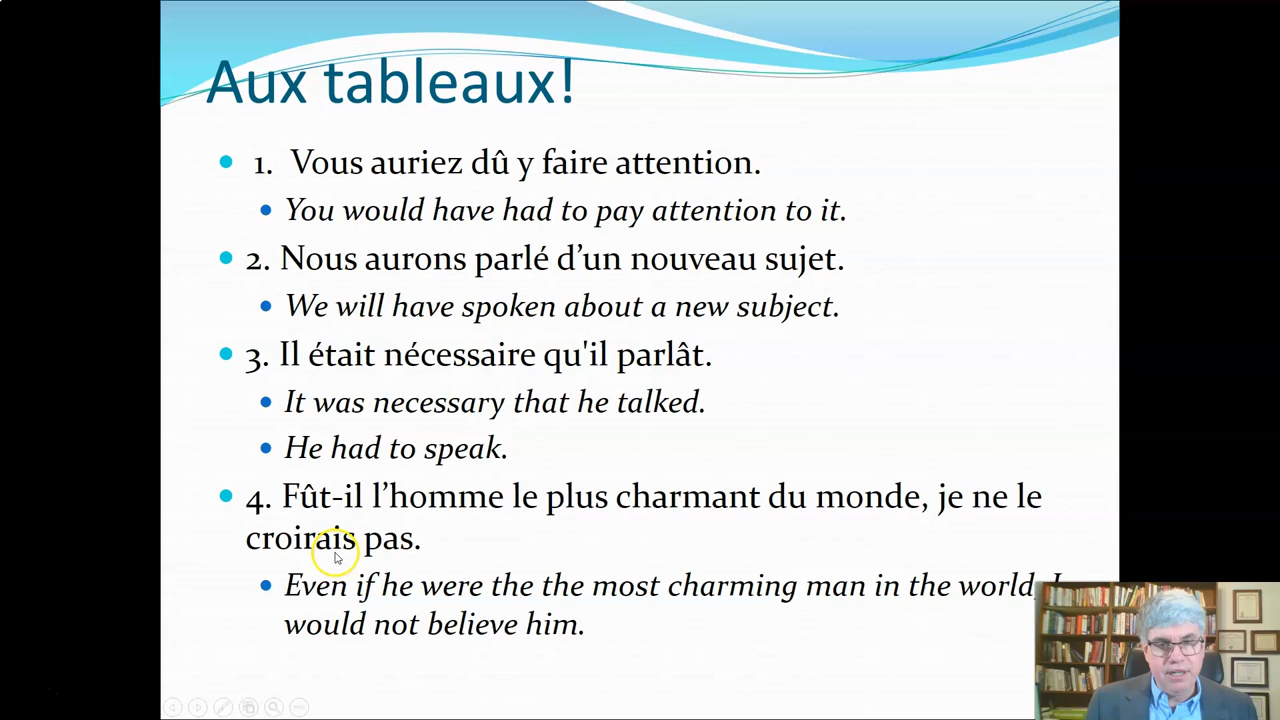 Aux tableaux!
1. Vous auriez dû y faire attention.
You would have had to pay attention to it.
2. Nous aurons parlé d’un nouveau sujet.
We will have spoken about a new subject.
3. Il était nécessaire qu'il parlât.
It was necessary that he talked.
He had to speak.
4. Fût-il l’homme le plus charmant du monde, je ne le
croirais pas.
Even if he were the the most charming man in the world, I
would not believe him.